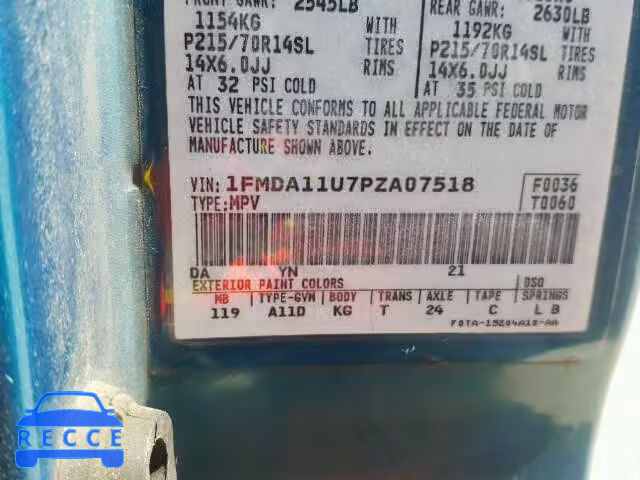 FRONT GAWR: 2545LB
REAR GAWR: 2630LB
1154KG WITH
1192KG WITH
P215/70R14SL TIRES
P215/70R14SL TIRES
14X6.0JJ RIMS
14X6.0JJ RIMS
AT 32 PSI COLD
AT 35 PSI COLD
THIS VEHICLE CONFORMS TO ALL APPLICABLE FEDERAL MOTOR
VEHICLE SAFETY STANDARDS IN EFFECT ON THE DATE OF
MANUFACTURE SHOWN ABOVE.
VIN: 1FMDA11U7PZA07518 F0036
TYPE: MPV T0060
DA YN 21
EXTERIOR PAINT COLORS DSO
WB TYPE-GVM BODY TRANS AXLE TAPE SPRINGS
119 A11D KG T 24 C L B
RECCE